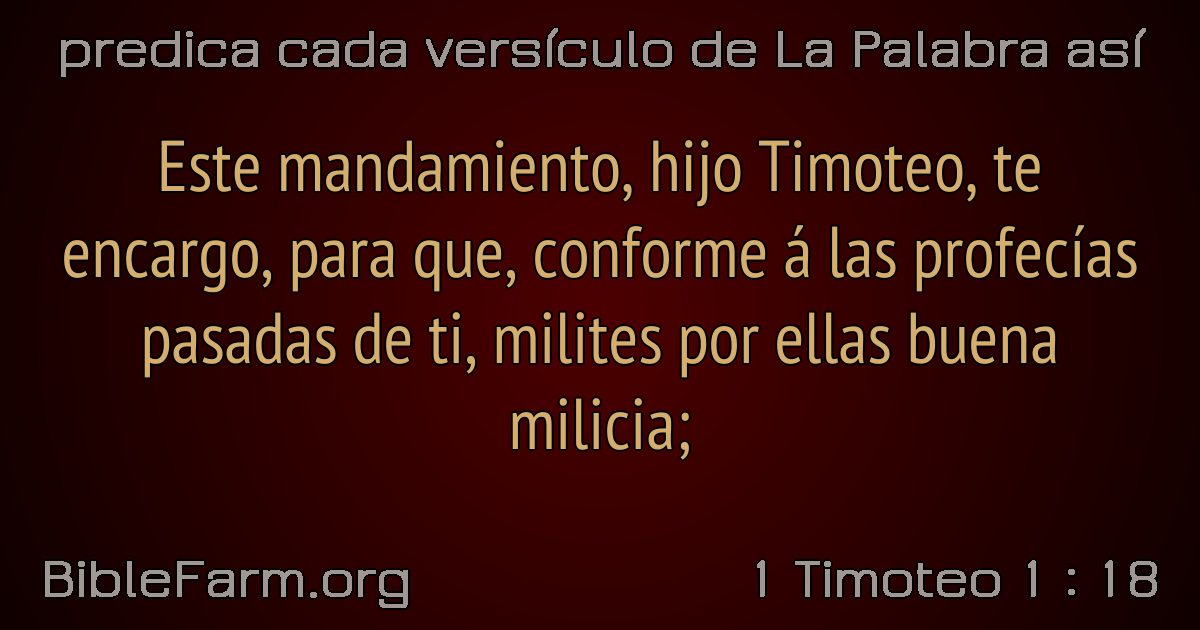 predica cada versículo de La Palabra así
Este mandamiento, hijo Timoteo, te
encargo, para que, conforme á las profecías
pasadas de ti, milites por ellas buena
milicia;
BibleFarm.org
1 Timoteo 1 : 18